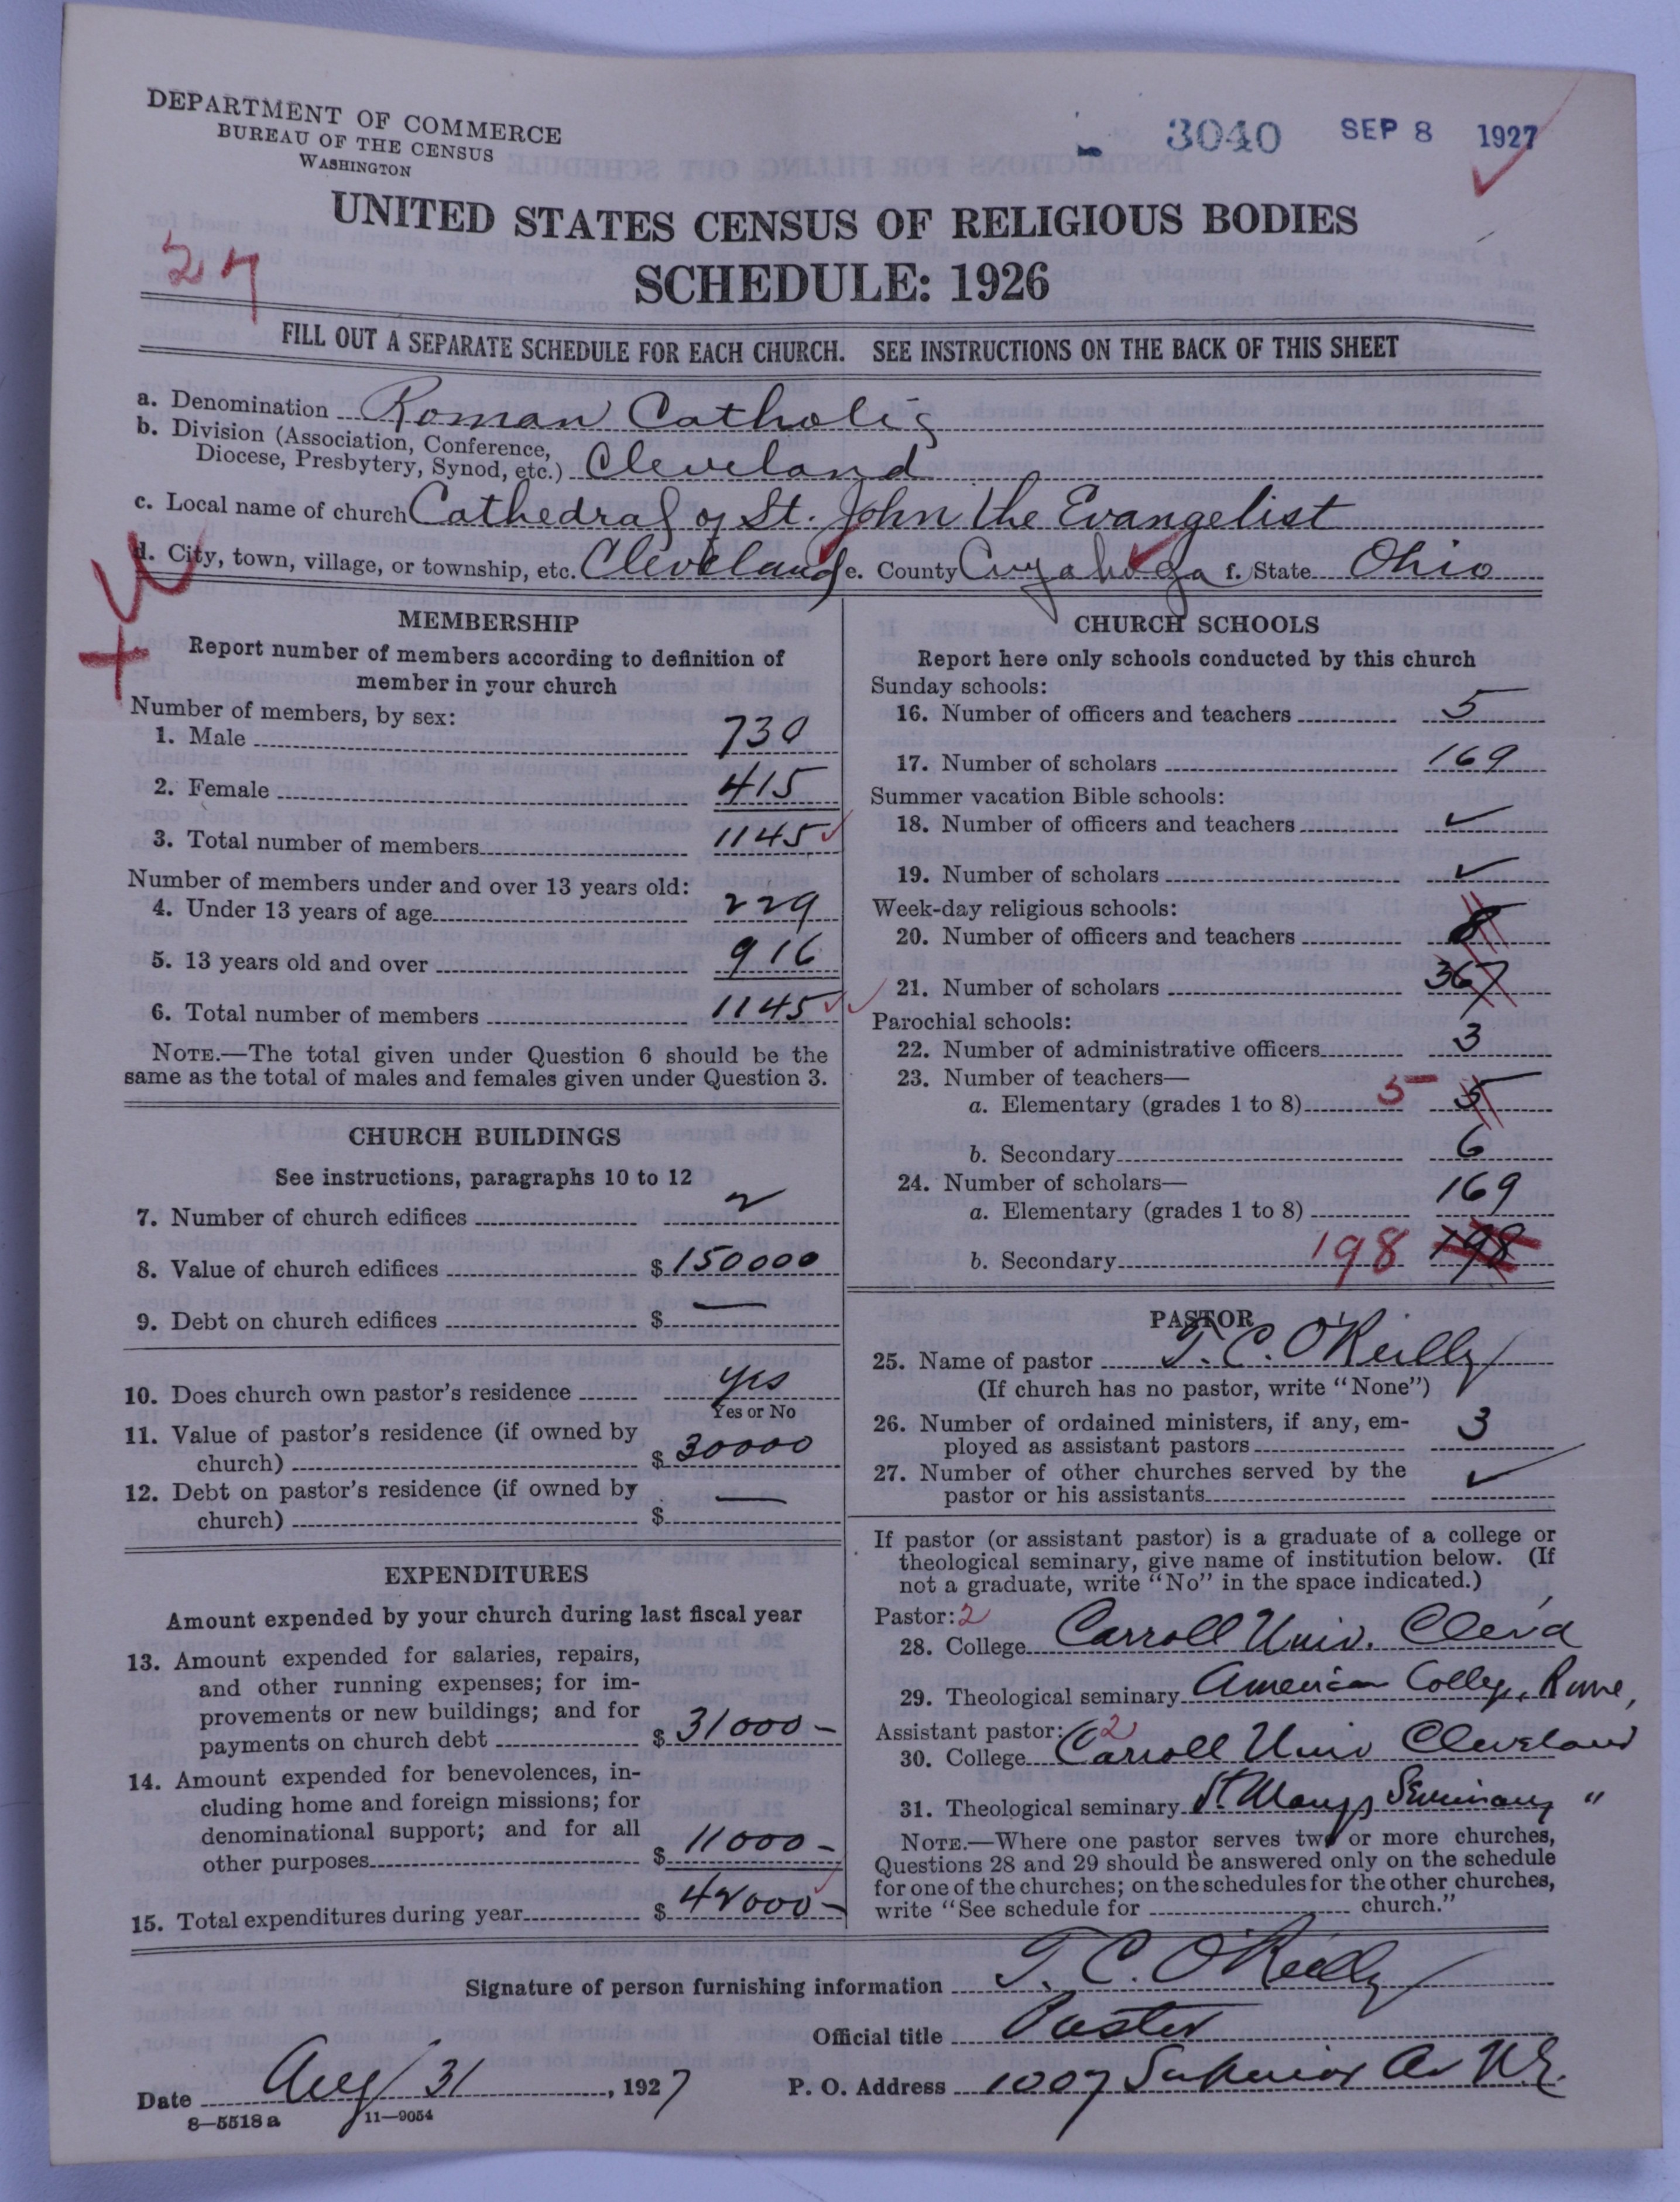 DEPARTMENT OF COMMERCE
BUREAU OF THE CENSUS
WASHINGTON
3040 SEP 8 1927
UNITED STATES CENSUS OF RELIGIOUS BODIES
27
SCHEDULE: 1926
FILL OUT A SEPARATE SCHEDULE FOR EACH CHURCH. SEE INSTRUCTIONS ON THE BACK OF THIS SHEET
a. Denomination Roman Catholic
b. Division (Association, Conference,
Diocese, Presbytery, Synod, etc.) Cleveland
c. Local name of church Cathedral of St. John the Evangelist
d. City, town, village, or township, etc. Cleveland e. County Cuyahoga f. State Ohio
MEMBERSHIP
Report number of members according to definition of
member in your church
Number of members, by sex:
1. Male 730
2. Female 415
3. Total number of members 1145
Number of members under and over 13 years old:
4. Under 13 years of age 229
5. 13 years old and over 916
6. Total number of members 1145
NOTE.—The total given under Question 6 should be the
same as the total of males and females given under Question 3.
CHURCH BUILDINGS
See instructions, paragraphs 10 to 12
7. Number of church edifices 2
8. Value of church edifices $ 150000
9. Debt on church edifices $ —
10. Does church own pastor's residence yes
Yes or No
11. Value of pastor's residence (if owned by
church) $ 30000
12. Debt on pastor's residence (if owned by
church) $ —
EXPENDITURES
Amount expended by your church during last fiscal year
13. Amount expended for salaries, repairs,
and other running expenses; for im-
provements or new buildings; and for
payments on church debt $ 31000–
14. Amount expended for benevolences, in-
cluding home and foreign missions; for
denominational support; and for all
other purposes $ 11000–
15. Total expenditures during year $ 42000–
CHURCH SCHOOLS
Report here only schools conducted by this church
Sunday schools:
16. Number of officers and teachers 5
17. Number of scholars 169
Summer vacation Bible schools:
18. Number of officers and teachers ✓
19. Number of scholars ✓
Week-day religious schools:
20. Number of officers and teachers 8
21. Number of scholars 367
Parochial schools:
22. Number of administrative officers 3
23. Number of teachers—
a. Elementary (grades 1 to 8) 5 5
b. Secondary 6
24. Number of scholars—
a. Elementary (grades 1 to 8) 169
b. Secondary 198 198
PASTOR
25. Name of pastor T. C. O'Reilly
(If church has no pastor, write "None")
26. Number of ordained ministers, if any, em-
ployed as assistant pastors 3
27. Number of other churches served by the
pastor or his assistants ✓
If pastor (or assistant pastor) is a graduate of a college or
theological seminary, give name of institution below. (If
not a graduate, write "No" in the space indicated.)
Pastor: 2
28. College Carroll Univ. Clev'd
29. Theological seminary American College, Rome,
Assistant pastor: 2
30. College Carroll Univ Cleveland
31. Theological seminary St. Marys Seminary "
NOTE.—Where one pastor serves two or more churches,
Questions 28 and 29 should be answered only on the schedule
for one of the churches; on the schedules for the other churches,
write "See schedule for church."
Signature of person furnishing information T. C. O'Reilly
Official title Pastor
Date Aug 31, 1927 P. O. Address 1007 Superior Av N.E.
8—5518 a 11—9054